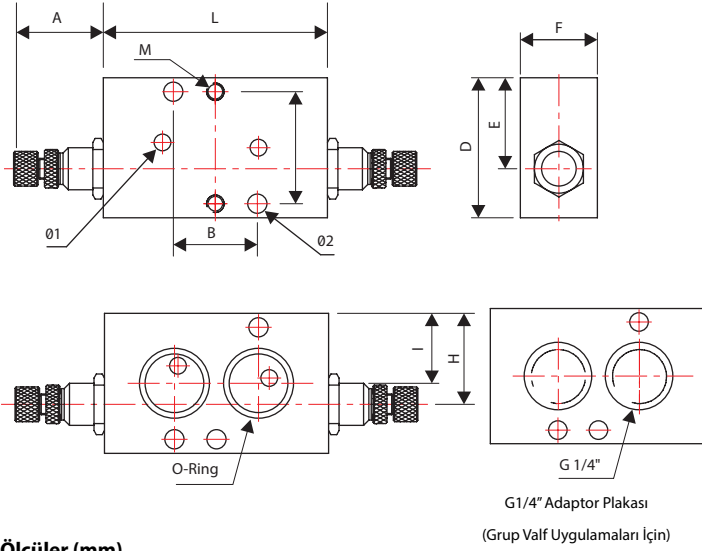 A
L
F
M
E
D
B
Ø1
Ø2
I
H
O-Ring
G 1/4"
G1/4” Adaptor Plakası
(Grup Valf Uygulamaları İçin)
Ölçüler (mm)